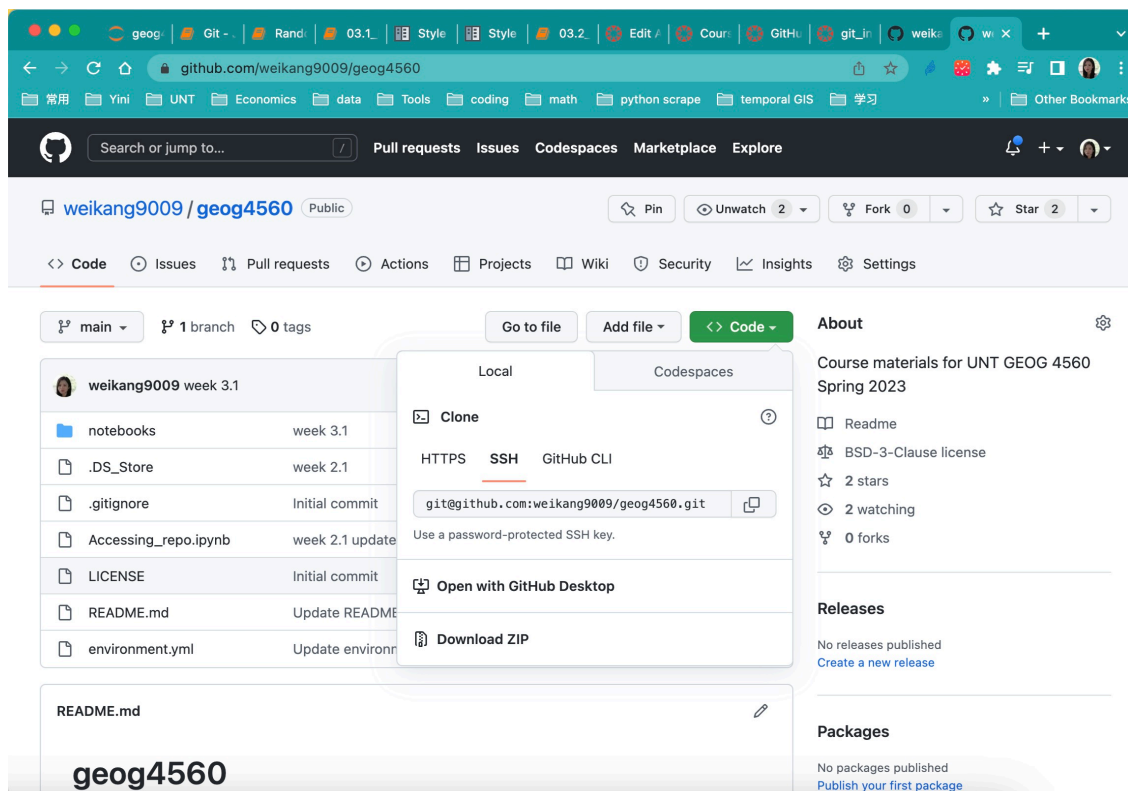 geog Git - . Rand 03.1_ Style Style 03.2_ Edit Cour GitHu git_in weika
github.com/weikang9009/geog4560
常用 Yini UNT Economics data Tools coding math python scrape temporal GIS 学习 » Other Bookmarks
Search or jump to... / Pull requests Issues Codespaces Marketplace Explore
weikang9009 / geog4560 Public
Pin Unwatch 2 Fork 0 Star 2
<> Code Issues Pull requests Actions Projects Wiki Security Insights Settings
main 1 branch 0 tags Go to file Add file <> Code
About
Course materials for UNT GEOG 4560
Spring 2023
Readme
BSD-3-Clause license
2 stars
2 watching
0 forks
Releases
No releases published
Create a new release
Packages
No packages published
Publish your first package
weikang9009 week 3.1
notebooks week 3.1
.DS_Store week 2.1
.gitignore Initial commit
Accessing_repo.ipynb week 2.1 update
LICENSE Initial commit
README.md Update README
environment.yml Update environm
Local Codespaces
Clone
HTTPS SSH GitHub CLI
git@github.com:weikang9009/geog4560.git
Use a password-protected SSH key.
Open with GitHub Desktop
Download ZIP
README.md
geog4560